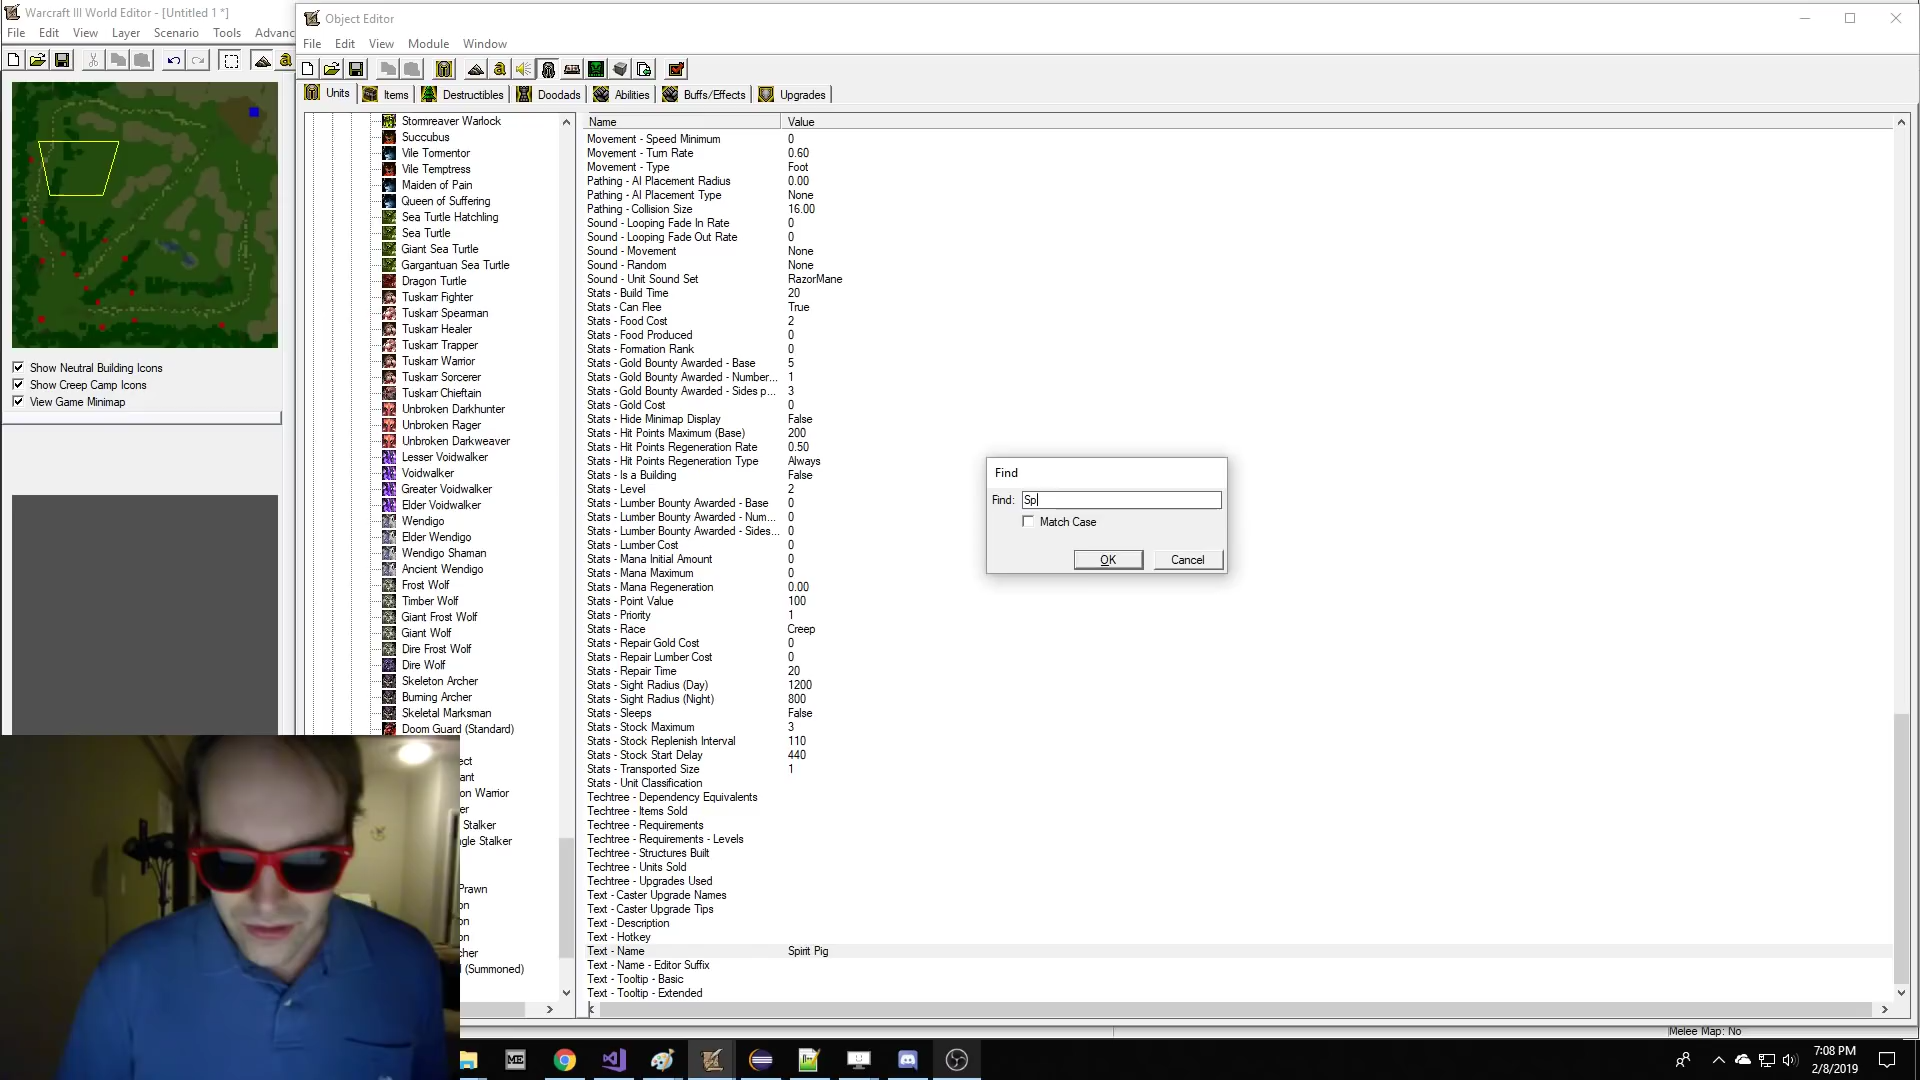 Warcraft III World Editor - [Untitled 1 *]
File Edit View Layer Scenario Tools Advanc
Show Neutral Building Icons
Show Creep Camp Icons
View Game Minimap
Object Editor
File Edit View Module Window
Units Items Destructibles Doodads Abilities Buffs/Effects Upgrades
Stormreaver Warlock
Succubus
Vile Tormentor
Vile Temptress
Maiden of Pain
Queen of Suffering
Sea Turtle Hatchling
Sea Turtle
Giant Sea Turtle
Gargantuan Sea Turtle
Dragon Turtle
Tuskarr Fighter
Tuskarr Spearman
Tuskarr Healer
Tuskarr Trapper
Tuskarr Warrior
Tuskarr Sorcerer
Tuskarr Chieftain
Unbroken Darkhunter
Unbroken Rager
Unbroken Darkweaver
Lesser Voidwalker
Voidwalker
Greater Voidwalker
Elder Voidwalker
Wendigo
Elder Wendigo
Wendigo Shaman
Ancient Wendigo
Frost Wolf
Timber Wolf
Giant Frost Wolf
Giant Wolf
Dire Frost Wolf
Dire Wolf
Skeleton Archer
Burning Archer
Skeletal Marksman
Doom Guard (Standard)
ect
ant
on Warrior
er
Stalker
gle Stalker
Prawn
on
on
on
cher
l (Summoned)
Name Value
Movement - Speed Minimum 0
Movement - Turn Rate 0.60
Movement - Type Foot
Pathing - AI Placement Radius 0.00
Pathing - AI Placement Type None
Pathing - Collision Size 16.00
Sound - Looping Fade In Rate 0
Sound - Looping Fade Out Rate 0
Sound - Movement None
Sound - Random None
Sound - Unit Sound Set RazorMane
Stats - Build Time 20
Stats - Can Flee True
Stats - Food Cost 2
Stats - Food Produced 0
Stats - Formation Rank 0
Stats - Gold Bounty Awarded - Base 5
Stats - Gold Bounty Awarded - Number... 1
Stats - Gold Bounty Awarded - Sides p... 3
Stats - Gold Cost 0
Stats - Hide Minimap Display False
Stats - Hit Points Maximum (Base) 200
Stats - Hit Points Regeneration Rate 0.50
Stats - Hit Points Regeneration Type Always
Stats - Is a Building False
Stats - Level 2
Stats - Lumber Bounty Awarded - Base 0
Stats - Lumber Bounty Awarded - Num... 0
Stats - Lumber Bounty Awarded - Sides... 0
Stats - Lumber Cost 0
Stats - Mana Initial Amount 0
Stats - Mana Maximum 0
Stats - Mana Regeneration 0.00
Stats - Point Value 100
Stats - Priority 1
Stats - Race Creep
Stats - Repair Gold Cost 0
Stats - Repair Lumber Cost 0
Stats - Repair Time 20
Stats - Sight Radius (Day) 1200
Stats - Sight Radius (Night) 800
Stats - Sleeps False
Stats - Stock Maximum 3
Stats - Stock Replenish Interval 110
Stats - Stock Start Delay 440
Stats - Transported Size 1
Stats - Unit Classification
Techtree - Dependency Equivalents
Techtree - Items Sold
Techtree - Requirements
Techtree - Requirements - Levels
Techtree - Structures Built
Techtree - Units Sold
Techtree - Upgrades Used
Text - Caster Upgrade Names
Text - Caster Upgrade Tips
Text - Description
Text - Hotkey
Text - Name Spirit Pig
Text - Name - Editor Suffix
Text - Tooltip - Basic
Text - Tooltip - Extended
Find
Find: Sp
Match Case
OK Cancel
Melee Map: No
ME
7:08 PM
2/8/2019